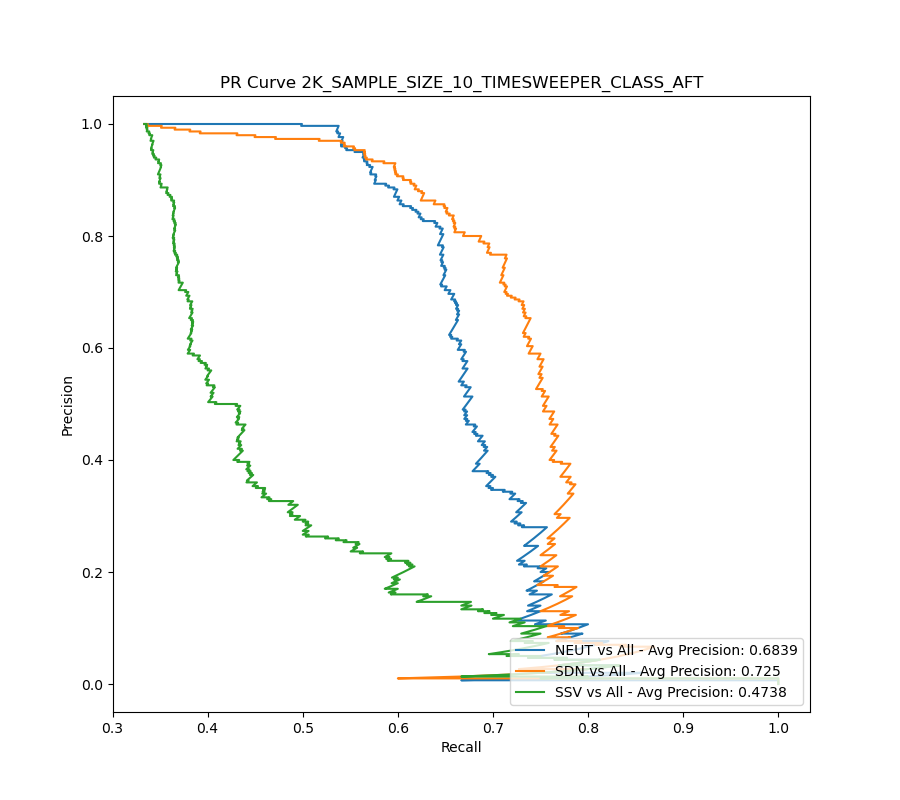 PR Curve 2K_SAMPLE_SIZE_10_TIMESWEEPER_CLASS_AFT
1.0
0.8
0.6
0.4
0.2
0.0
Precision
NEUT vs All - Avg Precision: 0.6839
SDN vs All - Avg Precision: 0.725
SSV vs All - Avg Precision: 0.4738
0.3 0.4 0.5 0.6 0.7 0.8 0.9 1.0
Recall